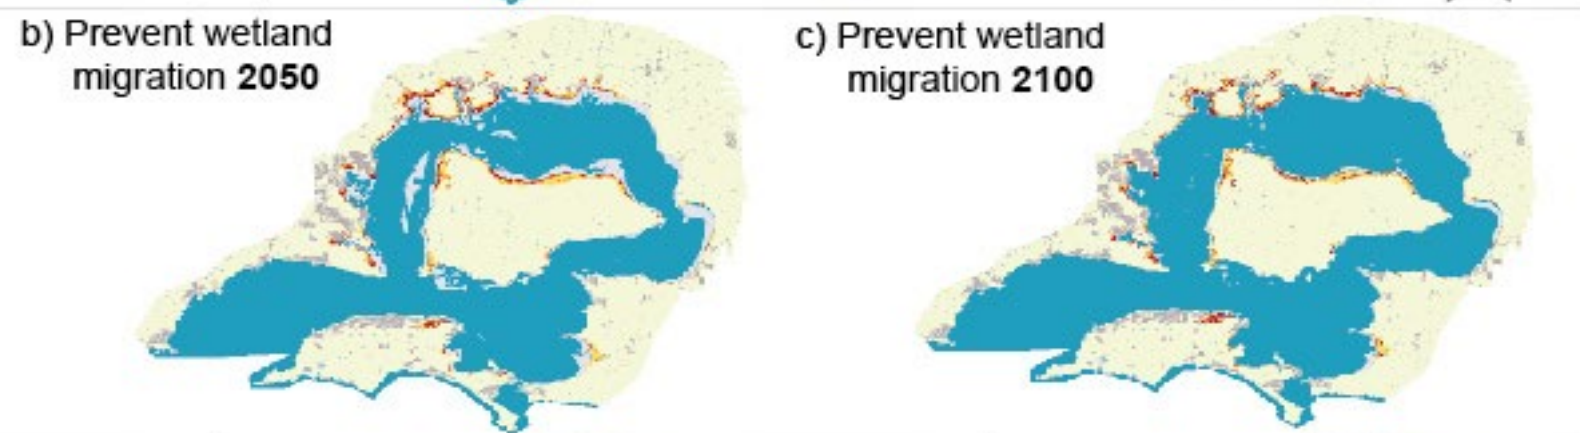 b) Prevent wetland
migration 2050
c) Prevent wetland
migration 2100